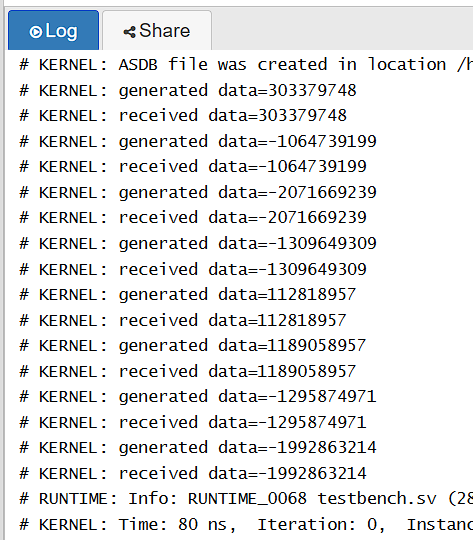 Log
Share
# KERNEL: ASDB file was created in location /h
# KERNEL: generated data=303379748
# KERNEL: received data=303379748
# KERNEL: generated data=-1064739199
# KERNEL: received data=-1064739199
# KERNEL: generated data=-2071669239
# KERNEL: received data=-2071669239
# KERNEL: generated data=-1309649309
# KERNEL: received data=-1309649309
# KERNEL: generated data=112818957
# KERNEL: received data=112818957
# KERNEL: generated data=1189058957
# KERNEL: received data=1189058957
# KERNEL: generated data=-1295874971
# KERNEL: received data=-1295874971
# KERNEL: generated data=-1992863214
# KERNEL: received data=-1992863214
# RUNTIME: Info: RUNTIME_0068 testbench.sv (28
# KERNEL: Time: 80 ns,  Iteration: 0,  Instanc